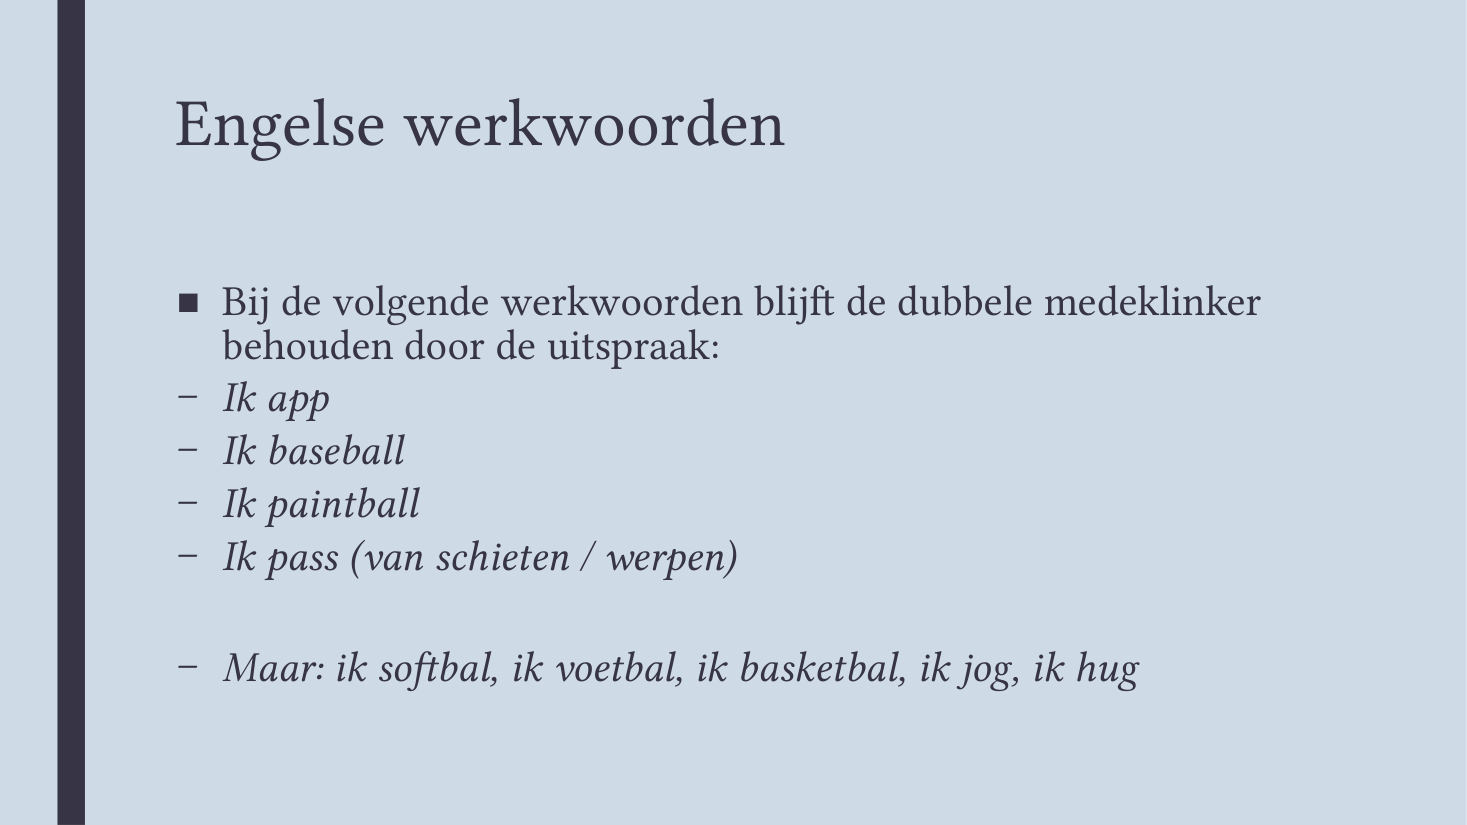 Engelse werkwoorden
■ Bij de volgende werkwoorden blijft de dubbele medeklinker
behouden door de uitspraak:
– Ik app
– Ik baseball
– Ik paintball
– Ik pass (van schieten / werpen)
– Maar: ik softbal, ik voetbal, ik basketbal, ik jog, ik hug